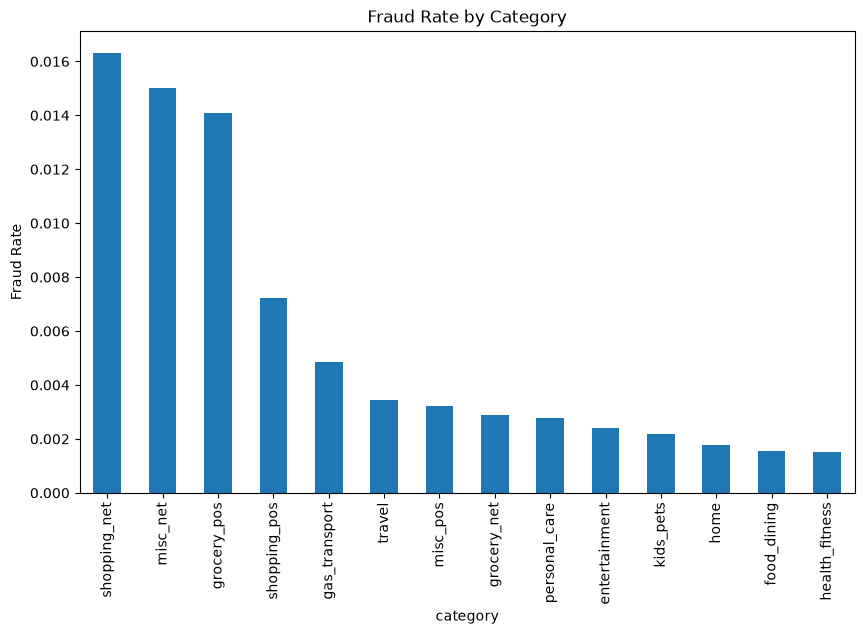 Fraud Rate by Category
Fraud Rate
0.016
0.014
0.012
0.010
0.008
0.006
0.004
0.002
0.000
shopping_net
misc_net
grocery_pos
shopping_pos
gas_transport
travel
misc_pos
grocery_net
personal_care
entertainment
kids_pets
home
food_dining
health_fitness
category